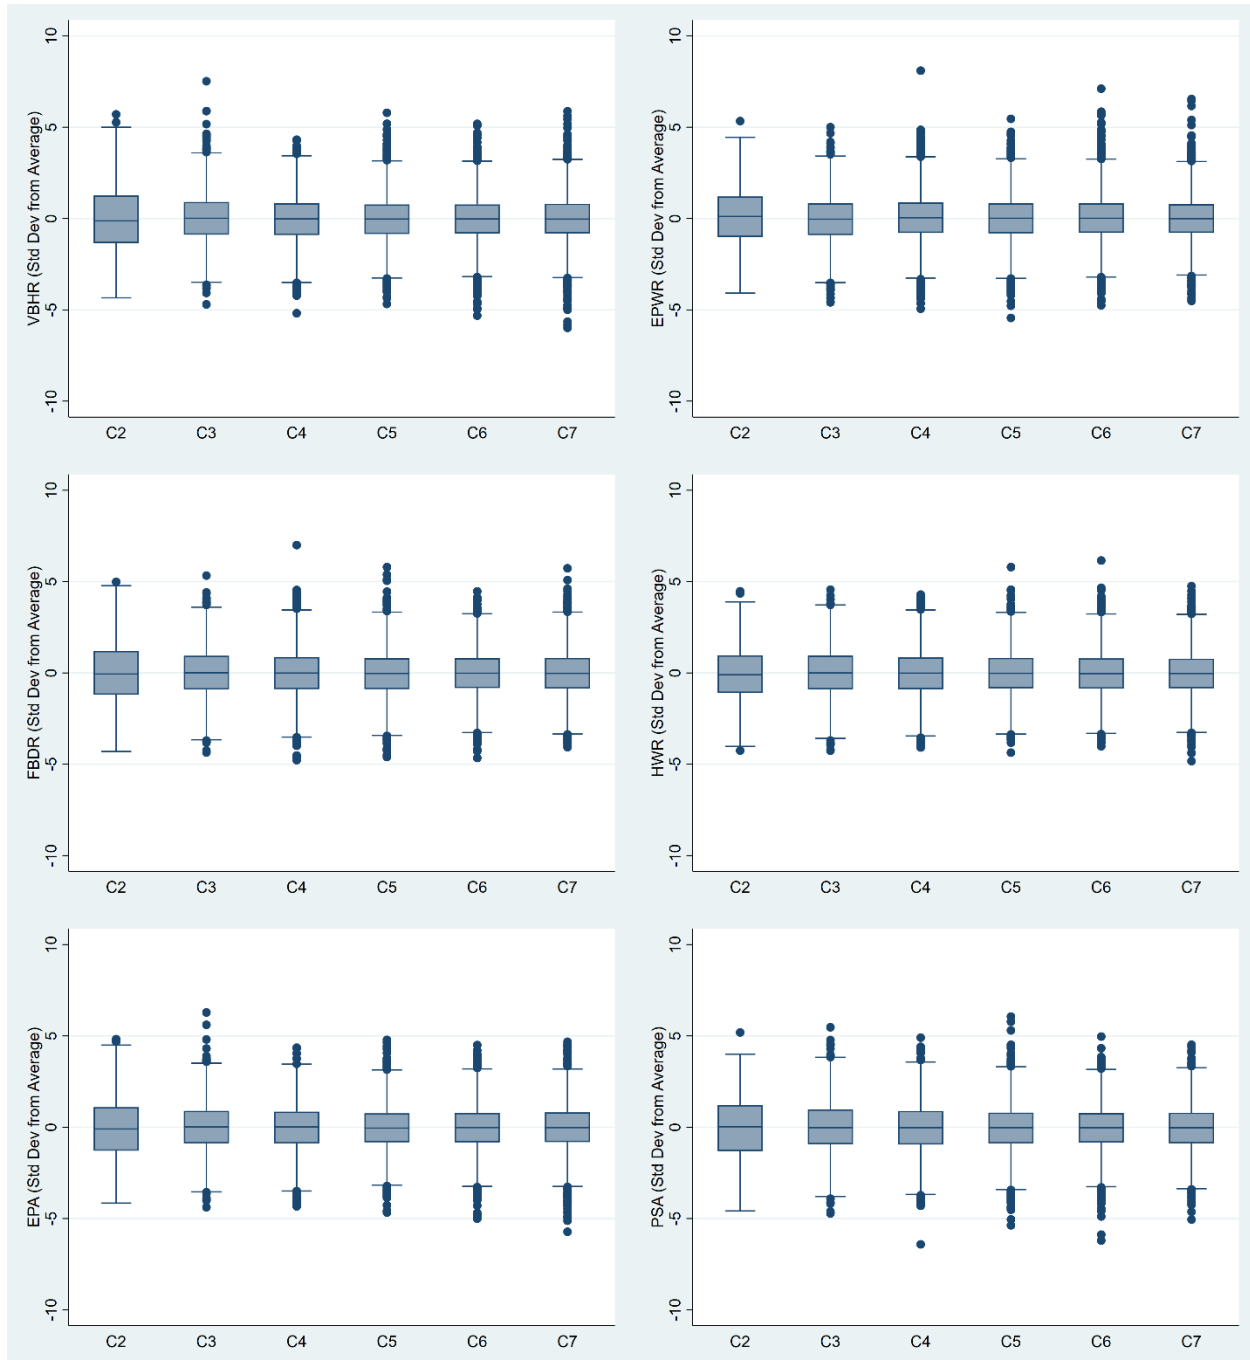 VBHR (Std Dev from Average)
10
5
0
-5
-10
C2 C3 C4 C5 C6 C7
EPWR (Std Dev from Average)
10
5
0
-5
-10
C2 C3 C4 C5 C6 C7
FBDR (Std Dev from Average)
10
5
0
-5
-10
C2 C3 C4 C5 C6 C7
HWR (Std Dev from Average)
10
5
0
-5
-10
C2 C3 C4 C5 C6 C7
EPA (Std Dev from Average)
10
5
0
-5
-10
C2 C3 C4 C5 C6 C7
PSA (Std Dev from Average)
10
5
0
-5
-10
C2 C3 C4 C5 C6 C7